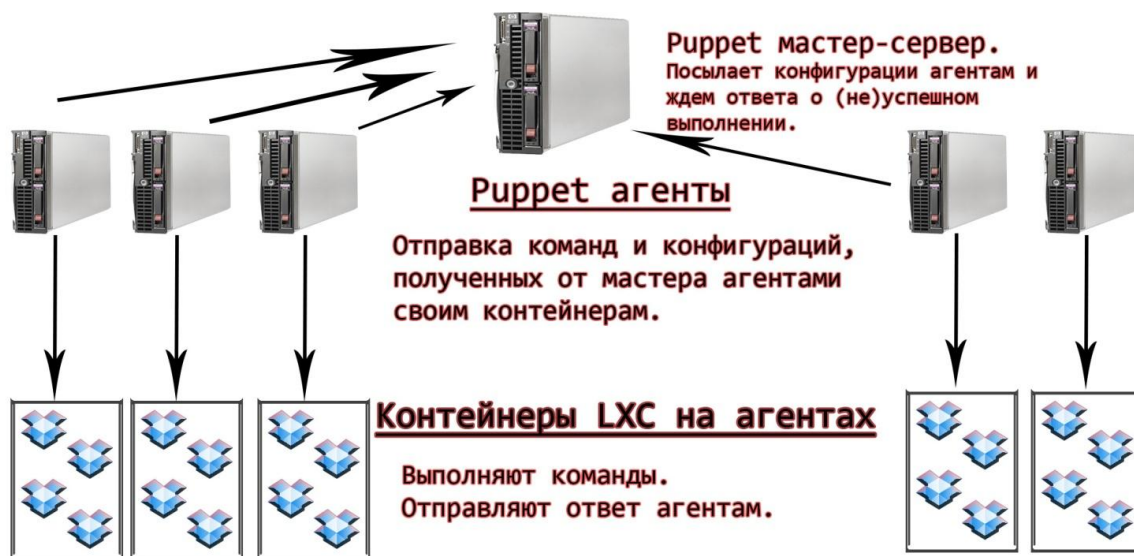 Puppet мастер-сервер.
Посылает конфигурации агентам и
ждем ответа о (не)успешном
выполнении.
Puppet агенты
Отправка команд и конфигураций,
полученных от мастера агентами
своим контейнерам.
Контейнеры LXC на агентах
Выполняют команды.
Отправляют ответ агентам.